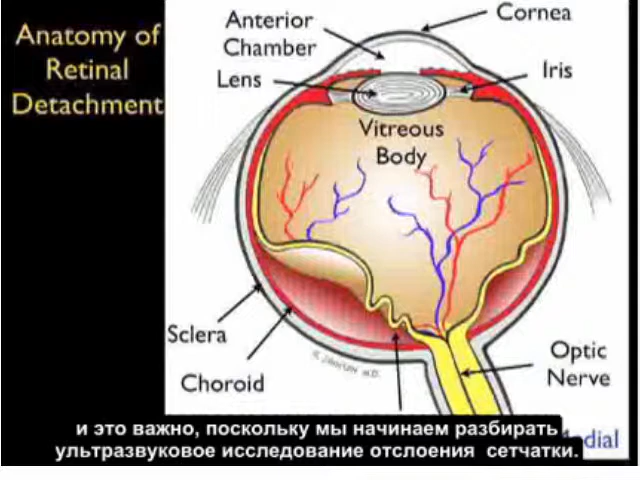 Anatomy of
Retinal
Detachment
Anterior
Chamber
Cornea
Lens
Iris
Vitreous
Body
Sclera
Choroid
Optic
Nerve
и это важно, поскольку мы начинаем разбирать
ультразвуковое исследование отслоения сетчатки.